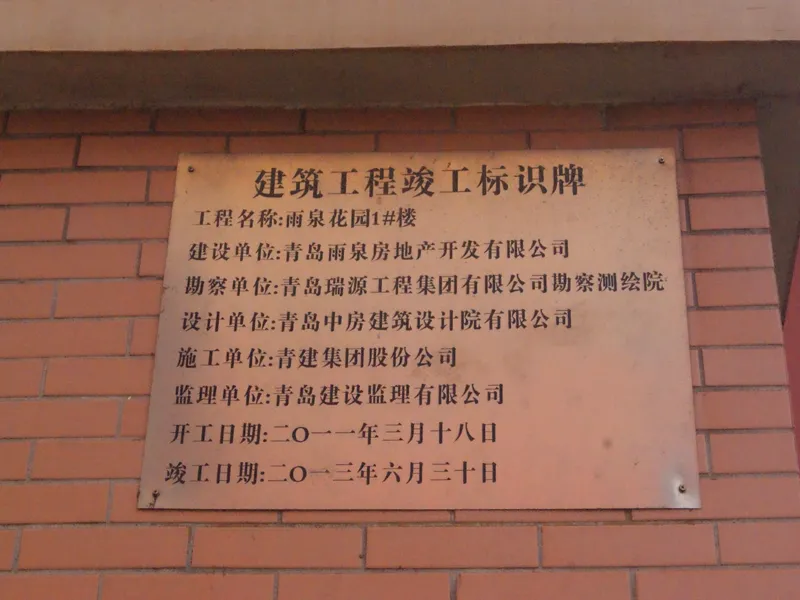 建筑工程竣工标识牌
工程名称:雨泉花园1#楼
建设单位:青岛雨泉房地产开发有限公司
勘察单位:青岛瑞源工程集团有限公司勘察测绘院
设计单位:青岛中房建筑设计院有限公司
施工单位:青建集团股份公司
监理单位:青岛建设监理有限公司
开工日期:二〇一一年三月十八日
竣工日期:二〇一三年六月三十日